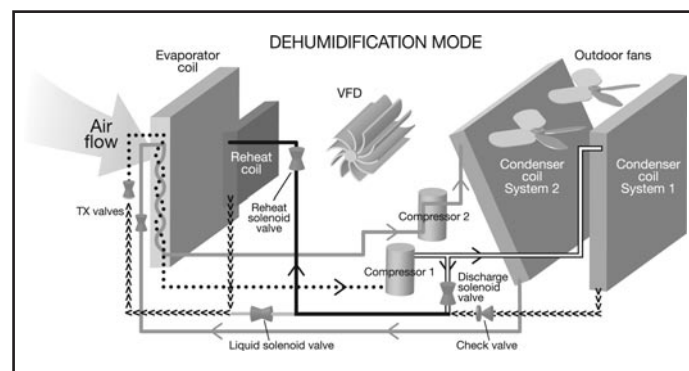 DEHUMIDIFICATION MODE
Evaporator
coil
Outdoor fans
VFD
Air
flow
Reheat
coil
Condenser
coil
System 2
Condenser
coil
System 1
TX valves
Reheat
solenoid
valve
Compressor 2
Compressor 1
Discharge
solenoid
valve
Liquid solenoid valve
Check valve